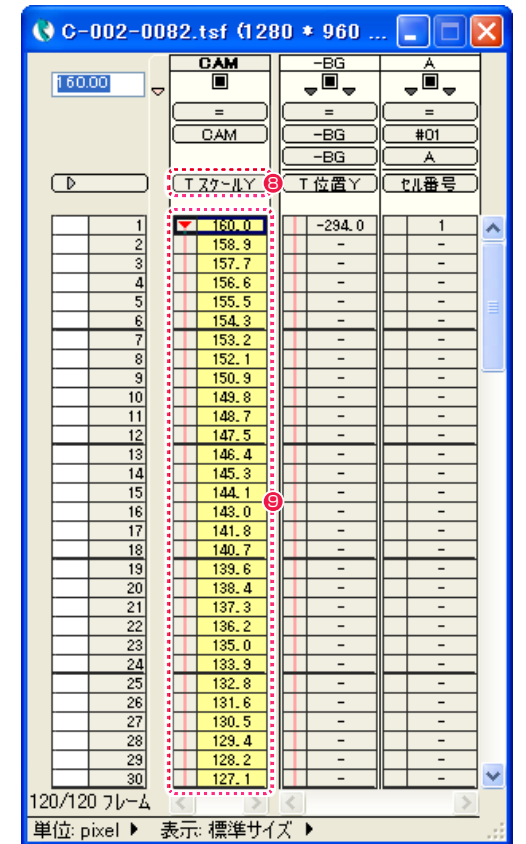 C-002-0082.tsf (1280 * 960 ...
CAM -BG A
160.00
= = =
CAM -BG #01
-BG A
TスケールY 8 T位置Y セル番号
1 160.0 -294.0 1
2 158.9 - -
3 157.7 - -
4 156.6 - -
5 155.5 - -
6 154.3 - -
7 153.2 - -
8 152.1 - -
9 150.9 - -
10 149.8 - -
11 148.7 - -
12 147.5 - -
13 146.4 - -
14 145.3 - -
15 144.1 9 - -
16 143.0 - -
17 141.8 - -
18 140.7 - -
19 139.6 - -
20 138.4 - -
21 137.3 - -
22 136.2 - -
23 135.0 - -
24 133.9 - -
25 132.8 - -
26 131.6 - -
27 130.5 - -
28 129.4 - -
29 128.2 - -
30 127.1 - -
120/120 フレーム
単位: pixel 表示: 標準サイズ